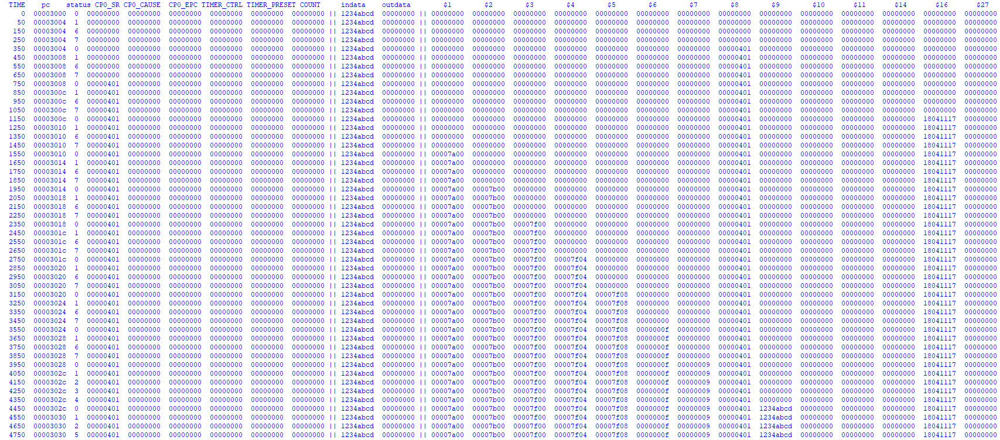 TIME pc status CP0_SR CP0_CAUSE CP0_EPC TIMER_CTRL TIMER_PRESET COUNT || indata outdata || $1 $2 $3 $4 $5 $6 $7 $8 $9 $10 $11 $14 $16 $27
0 00003000 0 00000000 00000000 00000000 00000000 00000000 00000000 || 1234abcd 00000000 || 00000000 00000000 00000000 00000000 00000000 00000000 00000000 00000000 00000000 00000000 00000000 00000000 00000000 00000000
50 00003004 1 00000000 00000000 00000000 00000000 00000000 00000000 || 1234abcd 00000000 || 00000000 00000000 00000000 00000000 00000000 00000000 00000000 00000000 00000000 00000000 00000000 00000000 00000000 00000000
150 00003004 6 00000000 00000000 00000000 00000000 00000000 00000000 || 1234abcd 00000000 || 00000000 00000000 00000000 00000000 00000000 00000000 00000000 00000000 00000000 00000000 00000000 00000000 00000000 00000000
250 00003004 7 00000000 00000000 00000000 00000000 00000000 00000000 || 1234abcd 00000000 || 00000000 00000000 00000000 00000000 00000000 00000000 00000000 00000000 00000000 00000000 00000000 00000000 00000000 00000000
350 00003004 0 00000000 00000000 00000000 00000000 00000000 00000000 || 1234abcd 00000000 || 00000000 00000000 00000000 00000000 00000000 00000000 00000000 00000401 00000000 00000000 00000000 00000000 00000000 00000000
450 00003008 1 00000000 00000000 00000000 00000000 00000000 00000000 || 1234abcd 00000000 || 00000000 00000000 00000000 00000000 00000000 00000000 00000000 00000401 00000000 00000000 00000000 00000000 00000000 00000000
550 00003008 6 00000000 00000000 00000000 00000000 00000000 00000000 || 1234abcd 00000000 || 00000000 00000000 00000000 00000000 00000000 00000000 00000000 00000401 00000000 00000000 00000000 00000000 00000000 00000000
650 00003008 7 00000000 00000000 00000000 00000000 00000000 00000000 || 1234abcd 00000000 || 00000000 00000000 00000000 00000000 00000000 00000000 00000000 00000401 00000000 00000000 00000000 00000000 00000000 00000000
750 00003008 0 00000401 00000000 00000000 00000000 00000000 00000000 || 1234abcd 00000000 || 00000000 00000000 00000000 00000000 00000000 00000000 00000000 00000401 00000000 00000000 00000000 00000000 00000000 00000000
850 0000300c 1 00000401 00000000 00000000 00000000 00000000 00000000 || 1234abcd 00000000 || 00000000 00000000 00000000 00000000 00000000 00000000 00000000 00000401 00000000 00000000 00000000 00000000 00000000 00000000
950 0000300c 6 00000401 00000000 00000000 00000000 00000000 00000000 || 1234abcd 00000000 || 00000000 00000000 00000000 00000000 00000000 00000000 00000000 00000401 00000000 00000000 00000000 00000000 00000000 00000000
1050 0000300c 7 00000401 00000000 00000000 00000000 00000000 00000000 || 1234abcd 00000000 || 00000000 00000000 00000000 00000000 00000000 00000000 00000000 00000401 00000000 00000000 00000000 00000000 00000000 00000000
1150 0000300c 0 00000401 00000000 00000000 00000000 00000000 00000000 || 1234abcd 00000000 || 00000000 00000000 00000000 00000000 00000000 00000000 00000000 00000401 00000000 00000000 00000000 00000000 18041117 00000000
1250 00003010 1 00000401 00000000 00000000 00000000 00000000 00000000 || 1234abcd 00000000 || 00000000 00000000 00000000 00000000 00000000 00000000 00000000 00000401 00000000 00000000 00000000 00000000 18041117 00000000
1350 00003010 6 00000401 00000000 00000000 00000000 00000000 00000000 || 1234abcd 00000000 || 00000000 00000000 00000000 00000000 00000000 00000000 00000000 00000401 00000000 00000000 00000000 00000000 18041117 00000000
1450 00003010 7 00000401 00000000 00000000 00000000 00000000 00000000 || 1234abcd 00000000 || 00000000 00000000 00000000 00000000 00000000 00000000 00000000 00000401 00000000 00000000 00000000 00000000 18041117 00000000
1550 00003010 0 00000401 00000000 00000000 00000000 00000000 00000000 || 1234abcd 00000000 || 00007a00 00000000 00000000 00000000 00000000 00000000 00000000 00000401 00000000 00000000 00000000 00000000 18041117 00000000
1650 00003014 1 00000401 00000000 00000000 00000000 00000000 00000000 || 1234abcd 00000000 || 00007a00 00000000 00000000 00000000 00000000 00000000 00000000 00000401 00000000 00000000 00000000 00000000 18041117 00000000
1750 00003014 6 00000401 00000000 00000000 00000000 00000000 00000000 || 1234abcd 00000000 || 00007a00 00000000 00000000 00000000 00000000 00000000 00000000 00000401 00000000 00000000 00000000 00000000 18041117 00000000
1850 00003014 7 00000401 00000000 00000000 00000000 00000000 00000000 || 1234abcd 00000000 || 00007a00 00000000 00000000 00000000 00000000 00000000 00000000 00000401 00000000 00000000 00000000 00000000 18041117 00000000
1950 00003014 0 00000401 00000000 00000000 00000000 00000000 00000000 || 1234abcd 00000000 || 00007a00 00007b00 00000000 00000000 00000000 00000000 00000000 00000401 00000000 00000000 00000000 00000000 18041117 00000000
2050 00003018 1 00000401 00000000 00000000 00000000 00000000 00000000 || 1234abcd 00000000 || 00007a00 00007b00 00000000 00000000 00000000 00000000 00000000 00000401 00000000 00000000 00000000 00000000 18041117 00000000
2150 00003018 6 00000401 00000000 00000000 00000000 00000000 00000000 || 1234abcd 00000000 || 00007a00 00007b00 00000000 00000000 00000000 00000000 00000000 00000401 00000000 00000000 00000000 00000000 18041117 00000000
2250 00003018 7 00000401 00000000 00000000 00000000 00000000 00000000 || 1234abcd 00000000 || 00007a00 00007b00 00000000 00000000 00000000 00000000 00000000 00000401 00000000 00000000 00000000 00000000 18041117 00000000
2350 00003018 0 00000401 00000000 00000000 00000000 00000000 00000000 || 1234abcd 00000000 || 00007a00 00007b00 00007f00 00000000 00000000 00000000 00000000 00000401 00000000 00000000 00000000 00000000 18041117 00000000
2450 0000301c 1 00000401 00000000 00000000 00000000 00000000 00000000 || 1234abcd 00000000 || 00007a00 00007b00 00007f00 00000000 00000000 00000000 00000000 00000401 00000000 00000000 00000000 00000000 18041117 00000000
2550 0000301c 6 00000401 00000000 00000000 00000000 00000000 00000000 || 1234abcd 00000000 || 00007a00 00007b00 00007f00 00000000 00000000 00000000 00000000 00000401 00000000 00000000 00000000 00000000 18041117 00000000
2650 0000301c 7 00000401 00000000 00000000 00000000 00000000 00000000 || 1234abcd 00000000 || 00007a00 00007b00 00007f00 00000000 00000000 00000000 00000000 00000401 00000000 00000000 00000000 00000000 18041117 00000000
2750 0000301c 0 00000401 00000000 00000000 00000000 00000000 00000000 || 1234abcd 00000000 || 00007a00 00007b00 00007f00 00007f04 00000000 00000000 00000000 00000401 00000000 00000000 00000000 00000000 18041117 00000000
2850 00003020 1 00000401 00000000 00000000 00000000 00000000 00000000 || 1234abcd 00000000 || 00007a00 00007b00 00007f00 00007f04 00000000 00000000 00000000 00000401 00000000 00000000 00000000 00000000 18041117 00000000
2950 00003020 6 00000401 00000000 00000000 00000000 00000000 00000000 || 1234abcd 00000000 || 00007a00 00007b00 00007f00 00007f04 00000000 00000000 00000000 00000401 00000000 00000000 00000000 00000000 18041117 00000000
3050 00003020 7 00000401 00000000 00000000 00000000 00000000 00000000 || 1234abcd 00000000 || 00007a00 00007b00 00007f00 00007f04 00000000 00000000 00000000 00000401 00000000 00000000 00000000 00000000 18041117 00000000
3150 00003020 0 00000401 00000000 00000000 00000000 00000000 00000000 || 1234abcd 00000000 || 00007a00 00007b00 00007f00 00007f04 00007f08 00000000 00000000 00000401 00000000 00000000 00000000 00000000 18041117 00000000
3250 00003024 1 00000401 00000000 00000000 00000000 00000000 00000000 || 1234abcd 00000000 || 00007a00 00007b00 00007f00 00007f04 00007f08 00000000 00000000 00000401 00000000 00000000 00000000 00000000 18041117 00000000
3350 00003024 6 00000401 00000000 00000000 00000000 00000000 00000000 || 1234abcd 00000000 || 00007a00 00007b00 00007f00 00007f04 00007f08 00000000 00000000 00000401 00000000 00000000 00000000 00000000 18041117 00000000
3450 00003024 7 00000401 00000000 00000000 00000000 00000000 00000000 || 1234abcd 00000000 || 00007a00 00007b00 00007f00 00007f04 00007f08 00000000 00000000 00000401 00000000 00000000 00000000 00000000 18041117 00000000
3550 00003024 0 00000401 00000000 00000000 00000000 00000000 00000000 || 1234abcd 00000000 || 00007a00 00007b00 00007f00 00007f04 00007f08 0000000f 00000000 00000401 00000000 00000000 00000000 00000000 18041117 00000000
3650 00003028 1 00000401 00000000 00000000 00000000 00000000 00000000 || 1234abcd 00000000 || 00007a00 00007b00 00007f00 00007f04 00007f08 0000000f 00000000 00000401 00000000 00000000 00000000 00000000 18041117 00000000
3750 00003028 6 00000401 00000000 00000000 00000000 00000000 00000000 || 1234abcd 00000000 || 00007a00 00007b00 00007f00 00007f04 00007f08 0000000f 00000000 00000401 00000000 00000000 00000000 00000000 18041117 00000000
3850 00003028 7 00000401 00000000 00000000 00000000 00000000 00000000 || 1234abcd 00000000 || 00007a00 00007b00 00007f00 00007f04 00007f08 0000000f 00000000 00000401 00000000 00000000 00000000 00000000 18041117 00000000
3950 00003028 0 00000401 00000000 00000000 00000000 00000000 00000000 || 1234abcd 00000000 || 00007a00 00007b00 00007f00 00007f04 00007f08 0000000f 00000009 00000401 00000000 00000000 00000000 00000000 18041117 00000000
4050 0000302c 1 00000401 00000000 00000000 00000000 00000000 00000000 || 1234abcd 00000000 || 00007a00 00007b00 00007f00 00007f04 00007f08 0000000f 00000009 00000401 00000000 00000000 00000000 00000000 18041117 00000000
4150 0000302c 2 00000401 00000000 00000000 00000000 00000000 00000000 || 1234abcd 00000000 || 00007a00 00007b00 00007f00 00007f04 00007f08 0000000f 00000009 00000401 00000000 00000000 00000000 00000000 18041117 00000000
4250 0000302c 3 00000401 00000000 00000000 00000000 00000000 00000000 || 1234abcd 00000000 || 00007a00 00007b00 00007f00 00007f04 00007f08 0000000f 00000009 00000401 00000000 00000000 00000000 00000000 18041117 00000000
4350 0000302c 4 00000401 00000000 00000000 00000000 00000000 00000000 || 1234abcd 00000000 || 00007a00 00007b00 00007f00 00007f04 00007f08 0000000f 00000009 00000401 00000000 00000000 00000000 00000000 18041117 00000000
4450 0000302c 0 00000401 00000000 00000000 00000000 00000000 00000000 || 1234abcd 00000000 || 00007a00 00007b00 00007f00 00007f04 00007f08 0000000f 00000009 00000401 1234abcd 00000000 00000000 00000000 18041117 00000000
4550 00003030 1 00000401 00000000 00000000 00000000 00000000 00000000 || 1234abcd 00000000 || 00007a00 00007b00 00007f00 00007f04 00007f08 0000000f 00000009 00000401 1234abcd 00000000 00000000 00000000 18041117 00000000
4650 00003030 2 00000401 00000000 00000000 00000000 00000000 00000000 || 1234abcd 00000000 || 00007a00 00007b00 00007f00 00007f04 00007f08 0000000f 00000009 00000401 1234abcd 00000000 00000000 00000000 18041117 00000000
4750 00003030 5 00000401 00000000 00000000 00000000 00000000 00000000 || 1234abcd 00000000 || 00007a00 00007b00 00007f00 00007f04 00007f08 0000000f 00000009 00000401 1234abcd 00000000 00000000 00000000 18041117 00000000